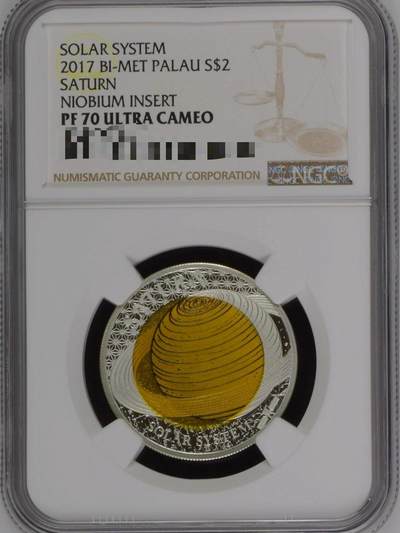 SOLAR SYSTEM
2017 BI-MET PALAU S$2
SATURN
NIOBIUM INSERT
PF 70 ULTRA CAMEO
NUMISMATIC GUARANTY CORPORATION
NGC
SATURN
SOLAR SYSTEM